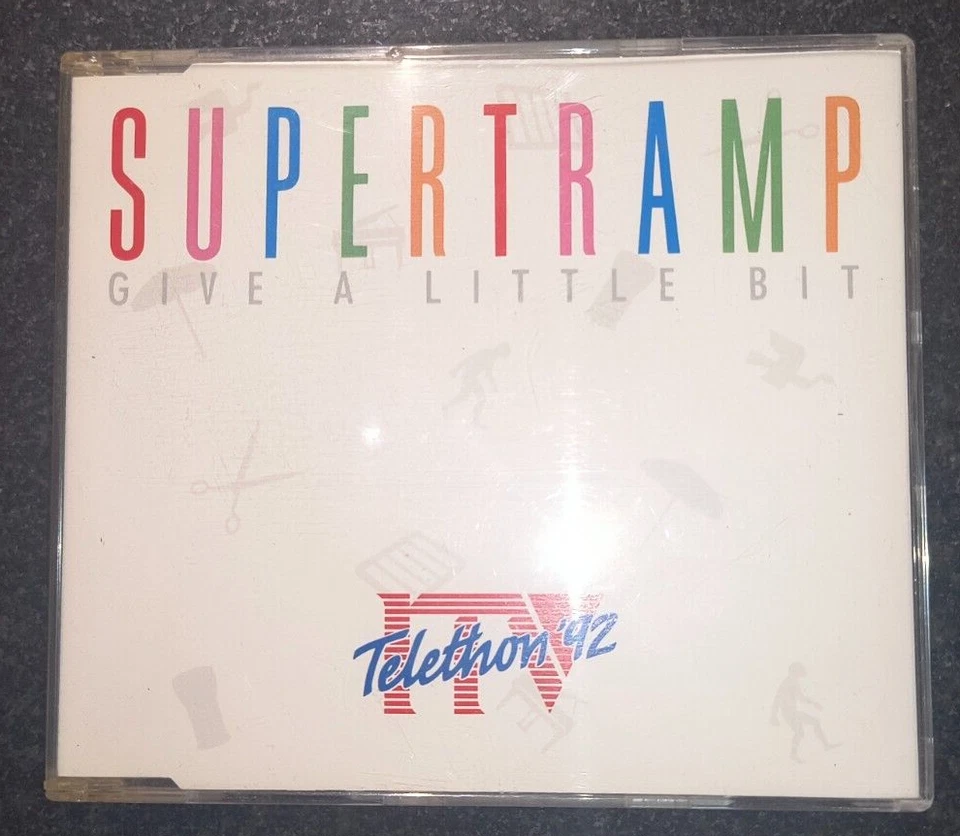 SUPERTRAMP
GIVE A LITTLE BIT
ITV
Telethon '92